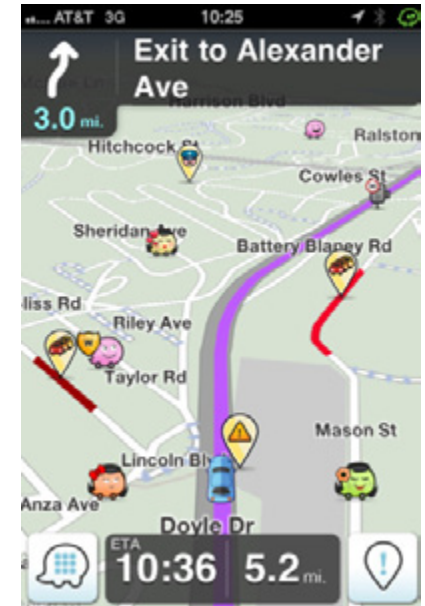 AT&T 3G 10:25
Exit to Alexander
Ave
3.0 mi.
Harrison Blvd
Ralston
Hitchcock St
Cowles St
Sheridan Ave
Battery Blaney Rd
liss Rd
Riley Ave
Taylor Rd
Mason St
Lincoln Bl
Anza Ave
Doyle Dr
ETA
10:36 5.2 mi.